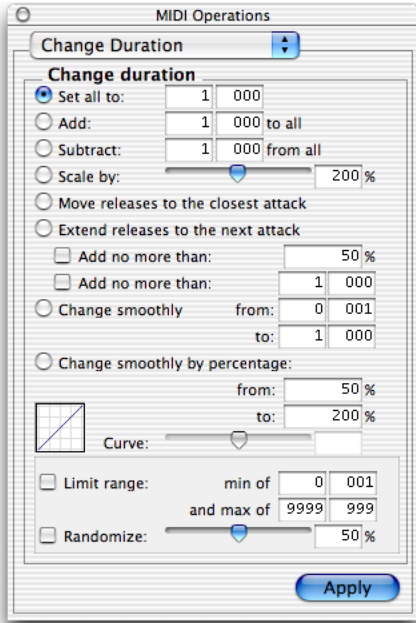 MIDI Operations
Change Duration
Change duration
Set all to: 1 000
Add: 1 000 to all
Subtract: 1 000 from all
Scale by: 200 %
Move releases to the closest attack
Extend releases to the next attack
Add no more than: 50 %
Add no more than: 1 000
Change smoothly from: 0 001
to: 1 000
Change smoothly by percentage:
from: 50 %
to: 200 %
Curve:
Limit range: min of 0 001
and max of 9999 999
Randomize: 50 %
Apply